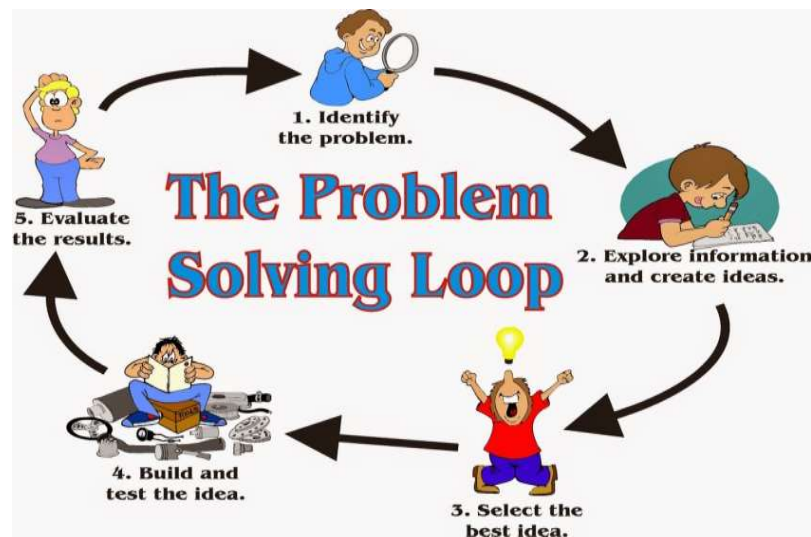 The Problem
Solving Loop
1. Identify
the problem.
2. Explore information
and create ideas.
3. Select the
best idea.
4. Build and
test the idea.
5. Evaluate
the results.